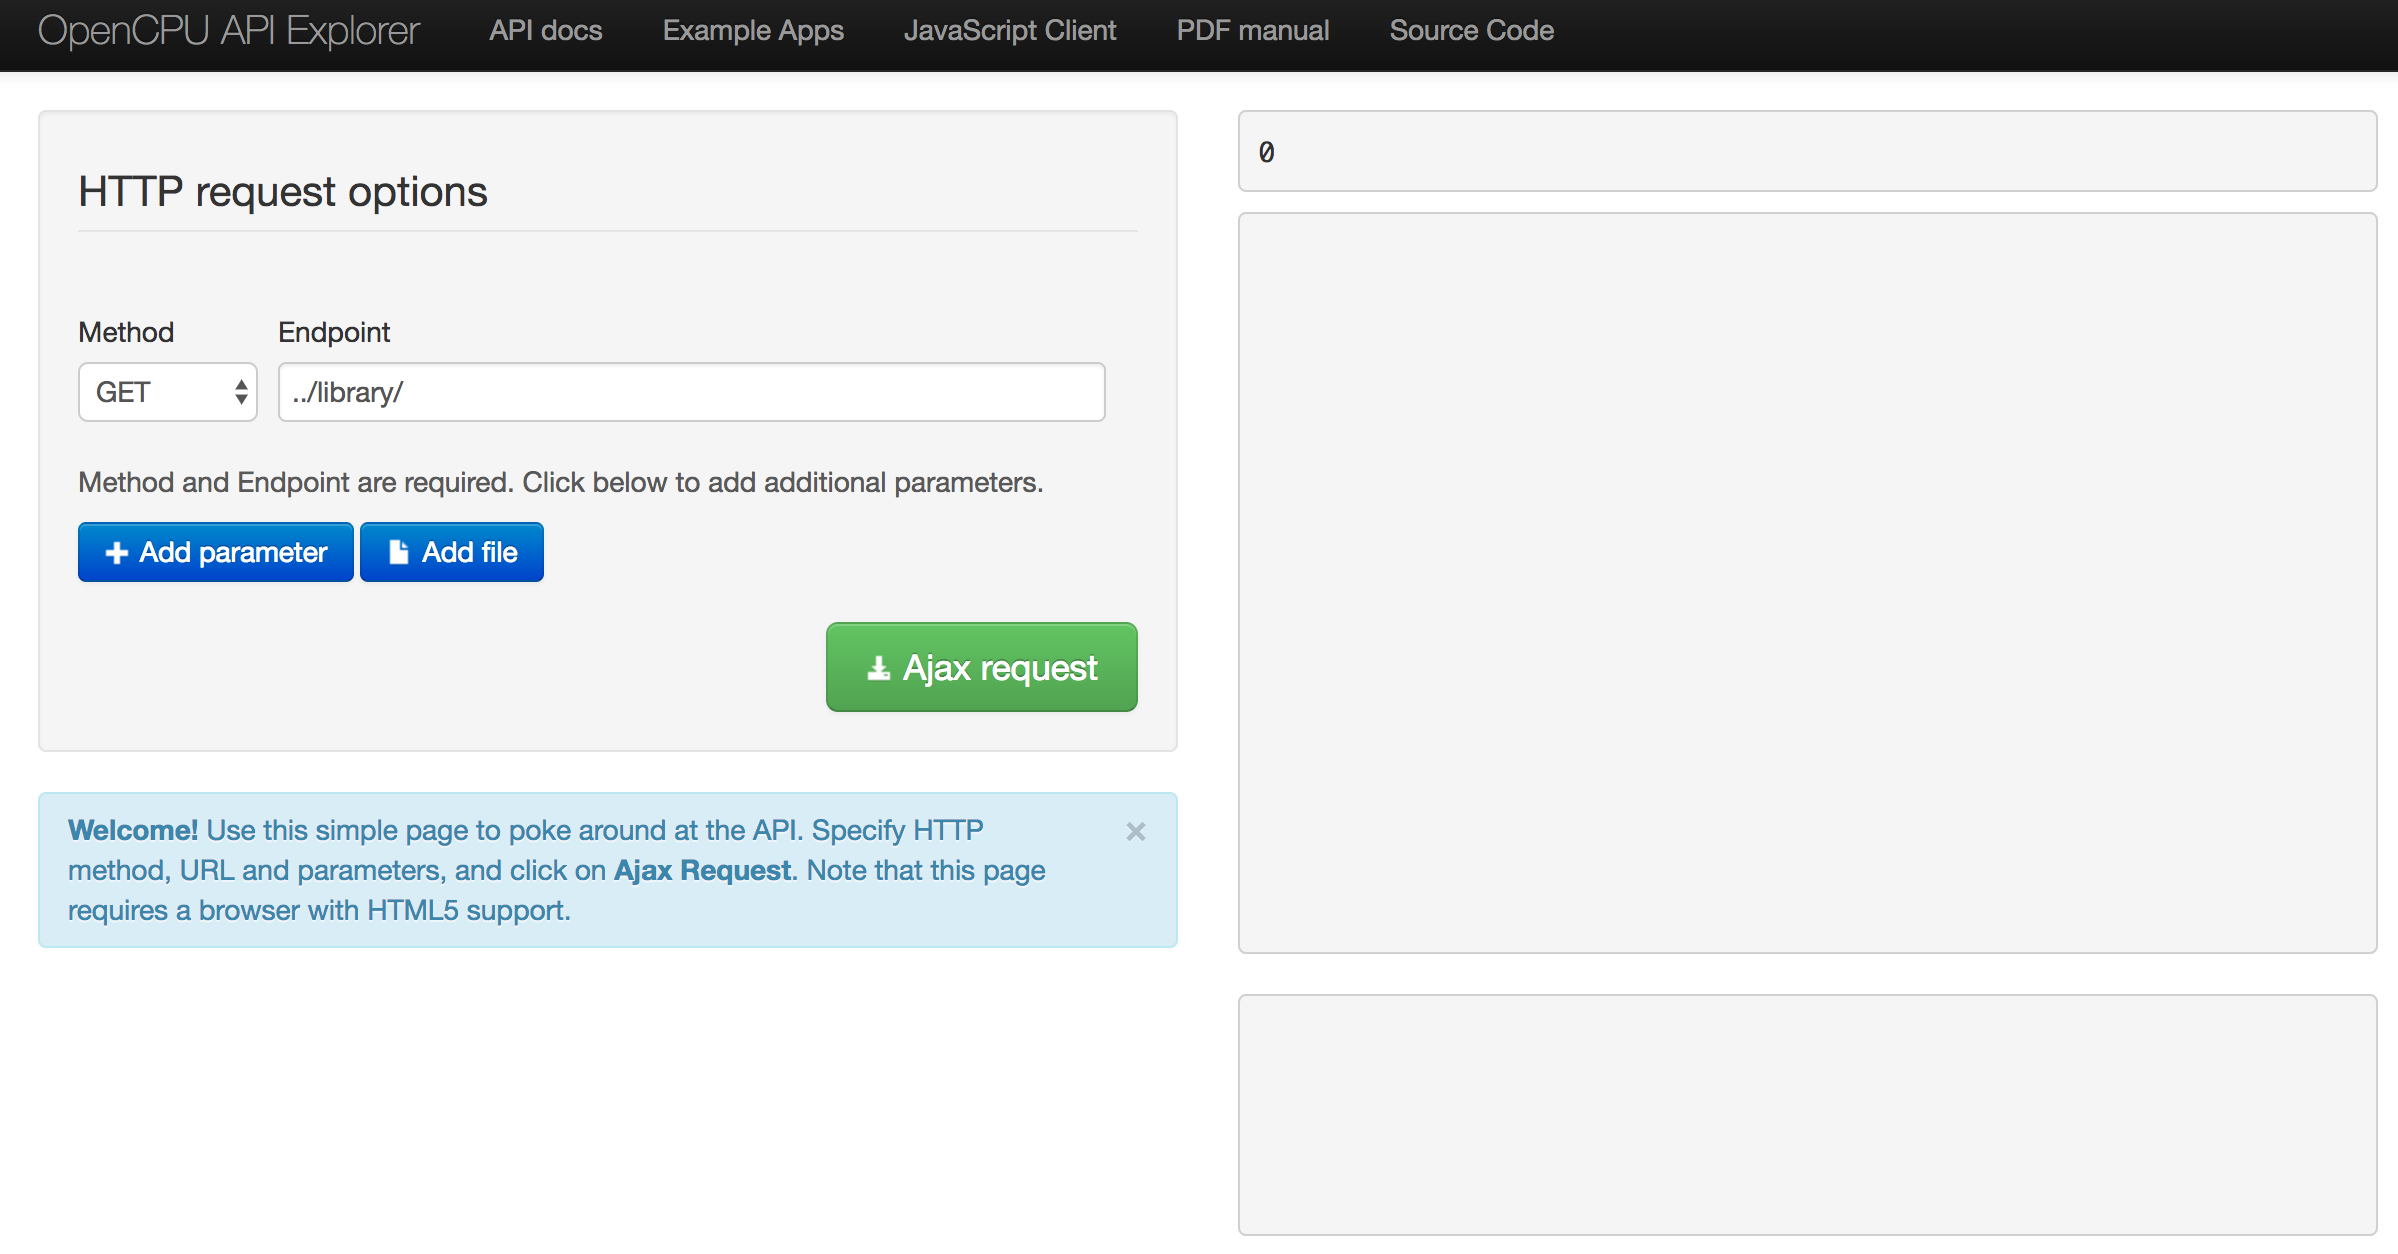 OpenCPU API Explorer API docs Example Apps JavaScript Client PDF manual Source Code
HTTP request options
Method Endpoint
GET ../library/
Method and Endpoint are required. Click below to add additional parameters.
Add parameter Add file
Ajax request
Welcome! Use this simple page to poke around at the API. Specify HTTP
method, URL and parameters, and click on Ajax Request. Note that this page
requires a browser with HTML5 support.
×
0